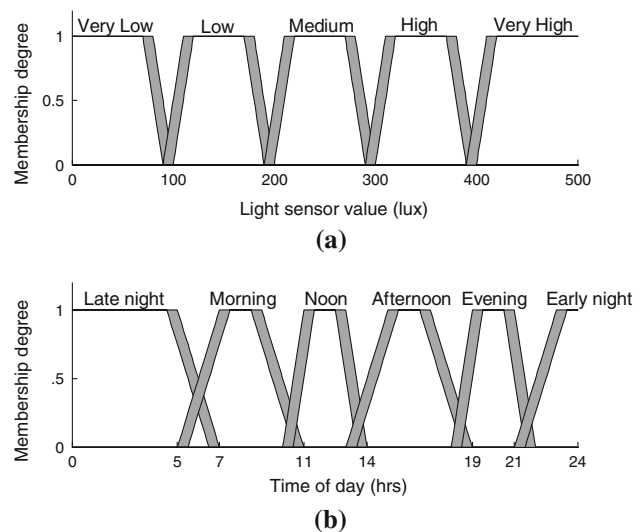 Very Low Low Medium High Very High
1
0.5
0
Membership degree
0 100 200 300 400 500
Light sensor value (lux)
(a)
Late night Morning Noon Afternoon Evening Early night
1
.5
0
Membership degree
0 5 7 11 14 19 21 24
Time of day (hrs)
(b)